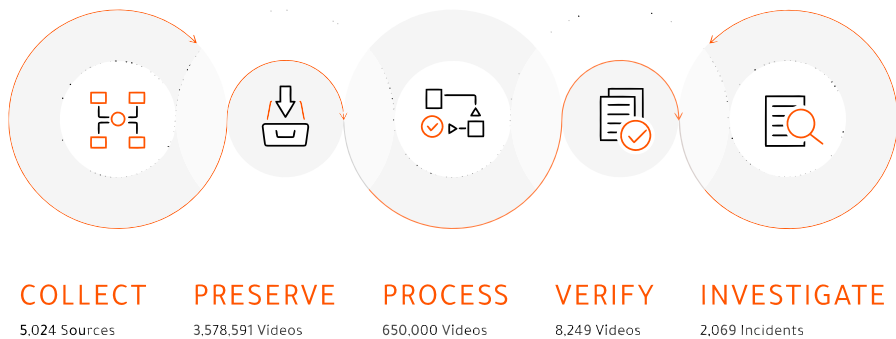 COLLECT
5,024 Sources
PRESERVE
3,578,591 Videos
PROCESS
650,000 Videos
VERIFY
8,249 Videos
INVESTIGATE
2,069 Incidents